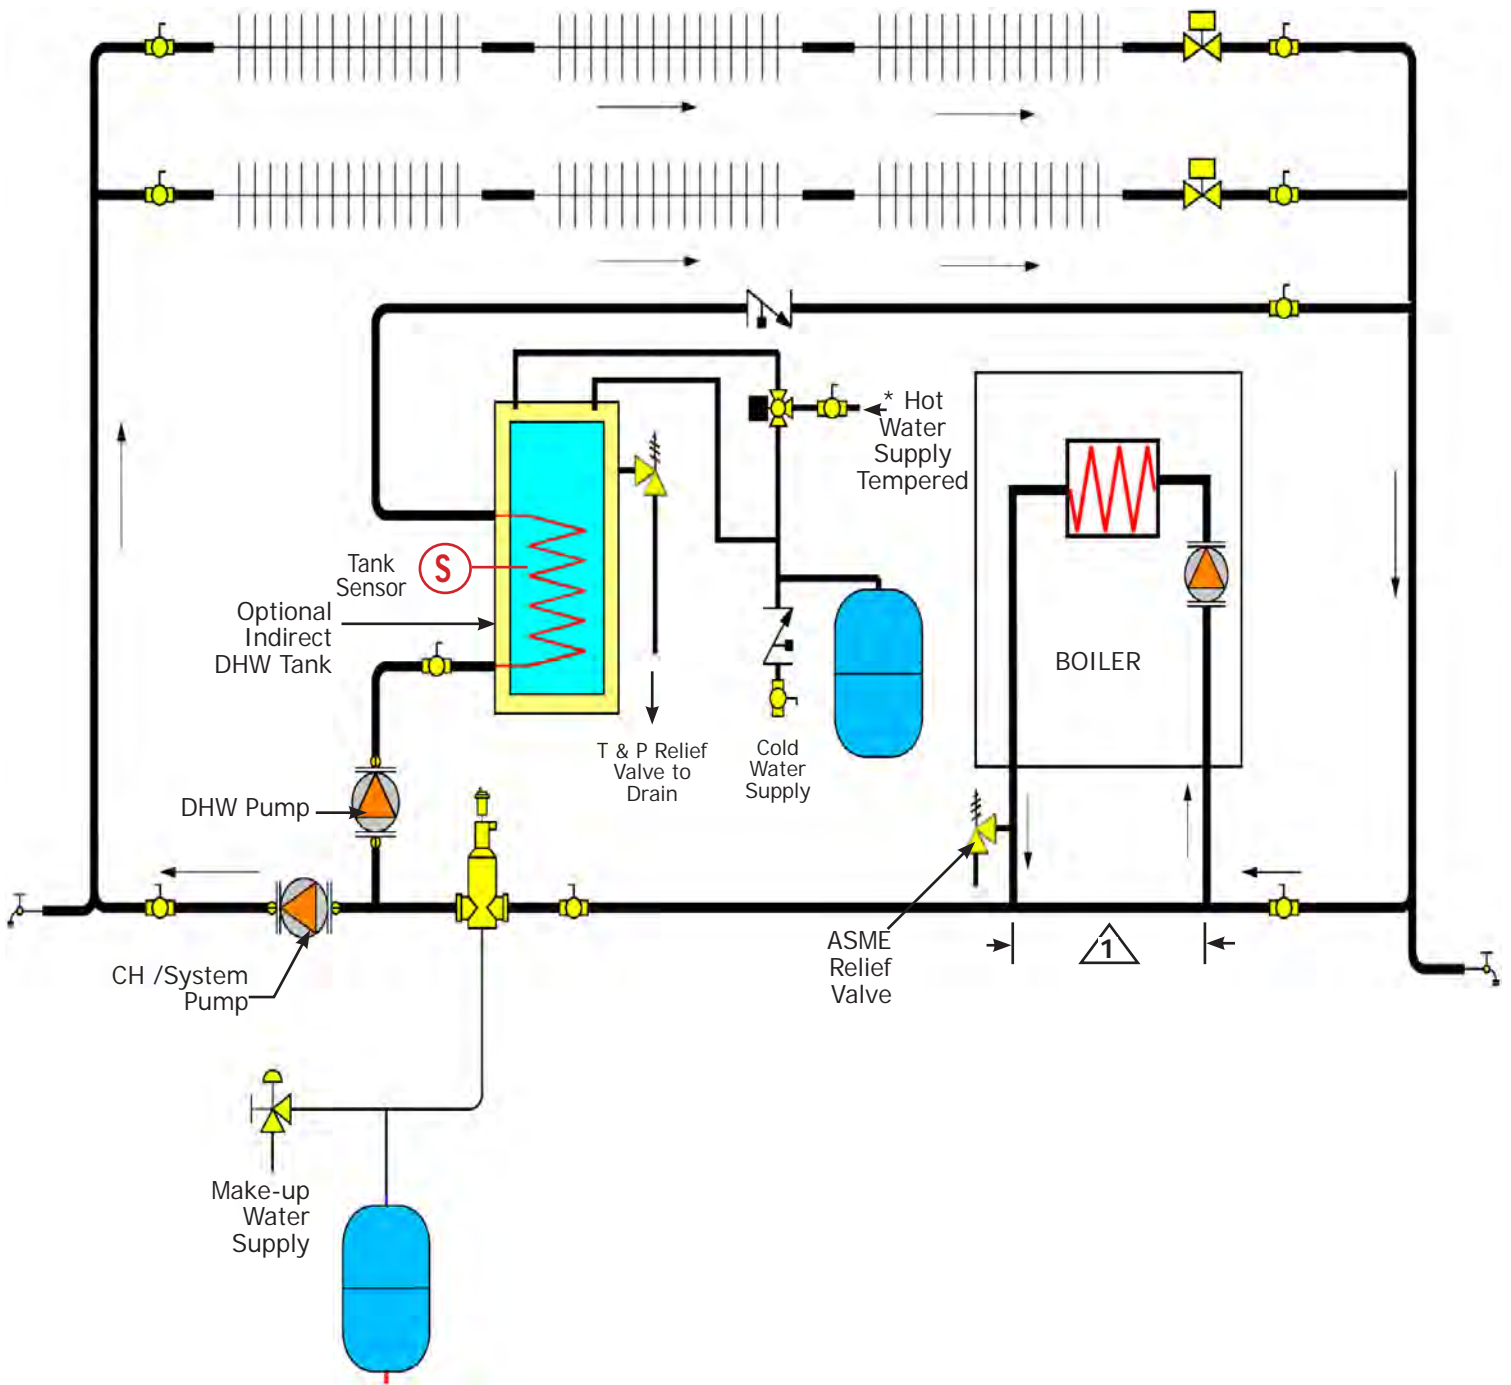 * Hot
Water
Supply
Tempered
Tank
Sensor
S
Optional
Indirect
DHW Tank
BOILER
T & P Relief
Valve to
Drain
Cold
Water
Supply
DHW Pump
CH /System
Pump
ASME
Relief
Valve
1
Make-up
Water
Supply